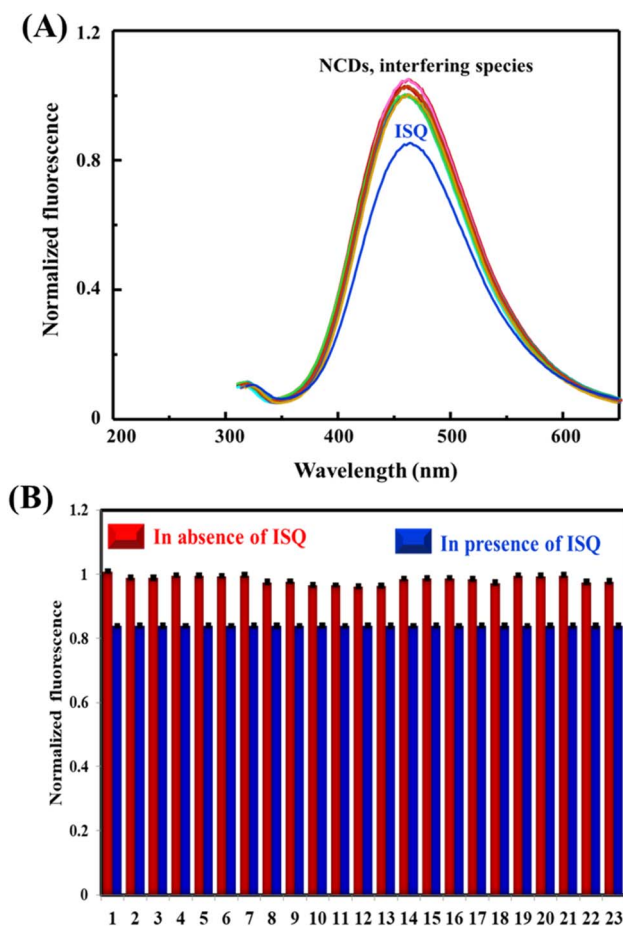 (A)
1.2
NCDs, interfering species
ISQ
0.8
0.4
0
Normalized fluorescence
200 300 400 500 600
Wavelength (nm)
(B)
1.2
In absence of ISQ In presence of ISQ
1
0.8
0.6
0.4
0.2
0
Normalized fluorescence
1 2 3 4 5 6 7 8 9 10 11 12 13 14 15 16 17 18 19 20 21 22 23